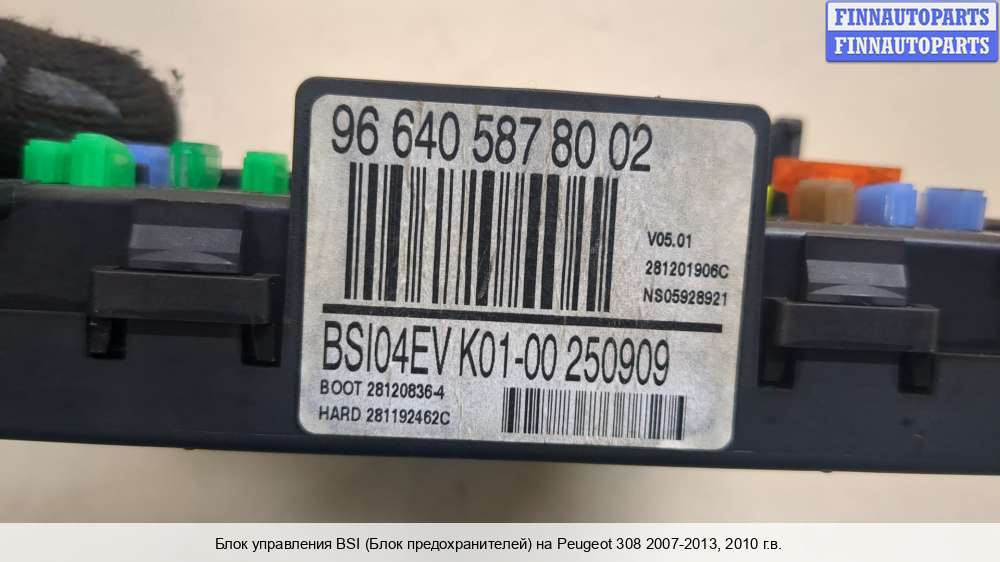 FINNAUTOPARTS
FINNAUTOPARTS
96 640 587 80 02
V05.01
281201906C
NS05928921
BSI04EV K01-00 250909
BOOT 28120836-4
HARD 281192462C
Блок управления BSI (Блок предохранителей) на Peugeot 308 2007-2013, 2010 г.в.